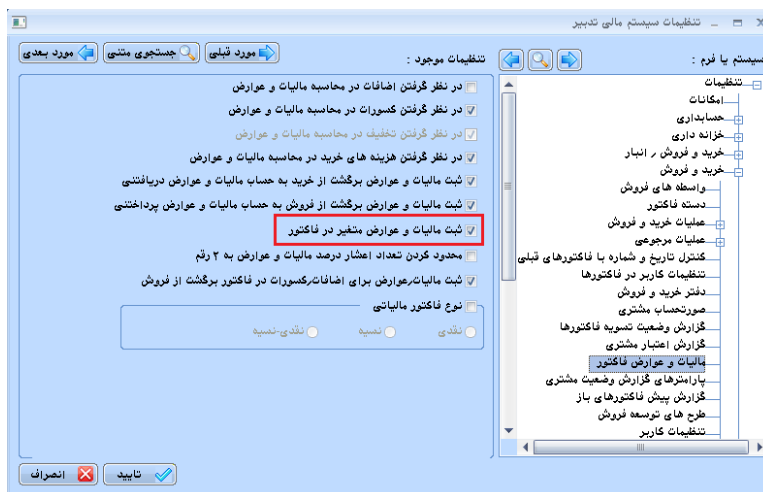 تنظیمات سیستم مالی تدبیر
سیستم یا فرم :
تنظیمات
امکانات
حسابداری
خزانه داری
خرید و فروش / انبار
خرید و فروش
واسطه های فروش
دسته فاکتور
عملیات خرید و فروش
عملیات مرجوعی
کنترل تاریخ و شماره با فاکتورهای قبلی
تنظیمات کاربر در فاکتورها
دفتر خرید و فروش
صورتحساب مشتری
گزارش وضعیت تسویه فاکتورها
گزارش اعتبار مشتری
مالیات و عوارض فاکتور
پارامترهای گزارش وضعیت مشتری
گزارش پیش فاکتورهای باز
طرح های توسعه فروش
تنظیمات کاربر
تنظیمات موجود :
مورد قبلی
جستجوی متنی
مورد بعدی
در نظر گرفتن اضافات در محاسبه مالیات و عوارض
در نظر گرفتن کسورات در محاسبه مالیات و عوارض
در نظر گرفتن تخفیف در محاسبه مالیات و عوارض
در نظر گرفتن هزینه های خرید در محاسبه مالیات و عوارض
ثبت مالیات و عوارض برگشت از خرید به حساب مالیات و عوارض دریافتنی
ثبت مالیات و عوارض برگشت از فروش به حساب مالیات و عوارض پرداختنی
ثبت مالیات و عوارض متغیر در فاکتور
محدود کردن تعداد اعشار درصد مالیات و عوارض به ۲ رقم
ثبت مالیات/عوارض برای اضافات/کسورات در فاکتور برگشت از فروش
نوع فاکتور مالیاتی
نقدی
نسیه
نقدی-نسیه
تایید
انصراف